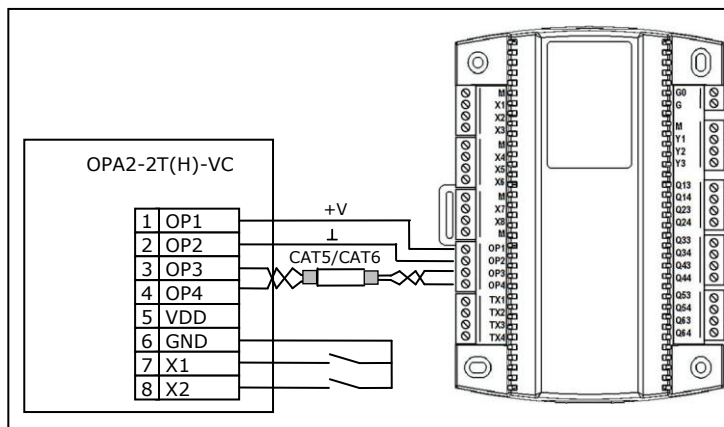 OPA2-2T(H)-VC
1 OP1
2 OP2
3 OP3
4 OP4
5 VDD
6 GND
7 X1
8 X2
+V
⊥
CAT5/CAT6
M
X1
X2
X3
M
X4
X5
X6
M
X7
X8
M
OP1
OP2
OP3
OP4
TX1
TX2
TX3
TX4
G0
G
M
Y1
Y2
Y3
Q13
Q14
Q23
Q24
Q33
Q34
Q43
Q44
Q53
Q54
Q63
Q64